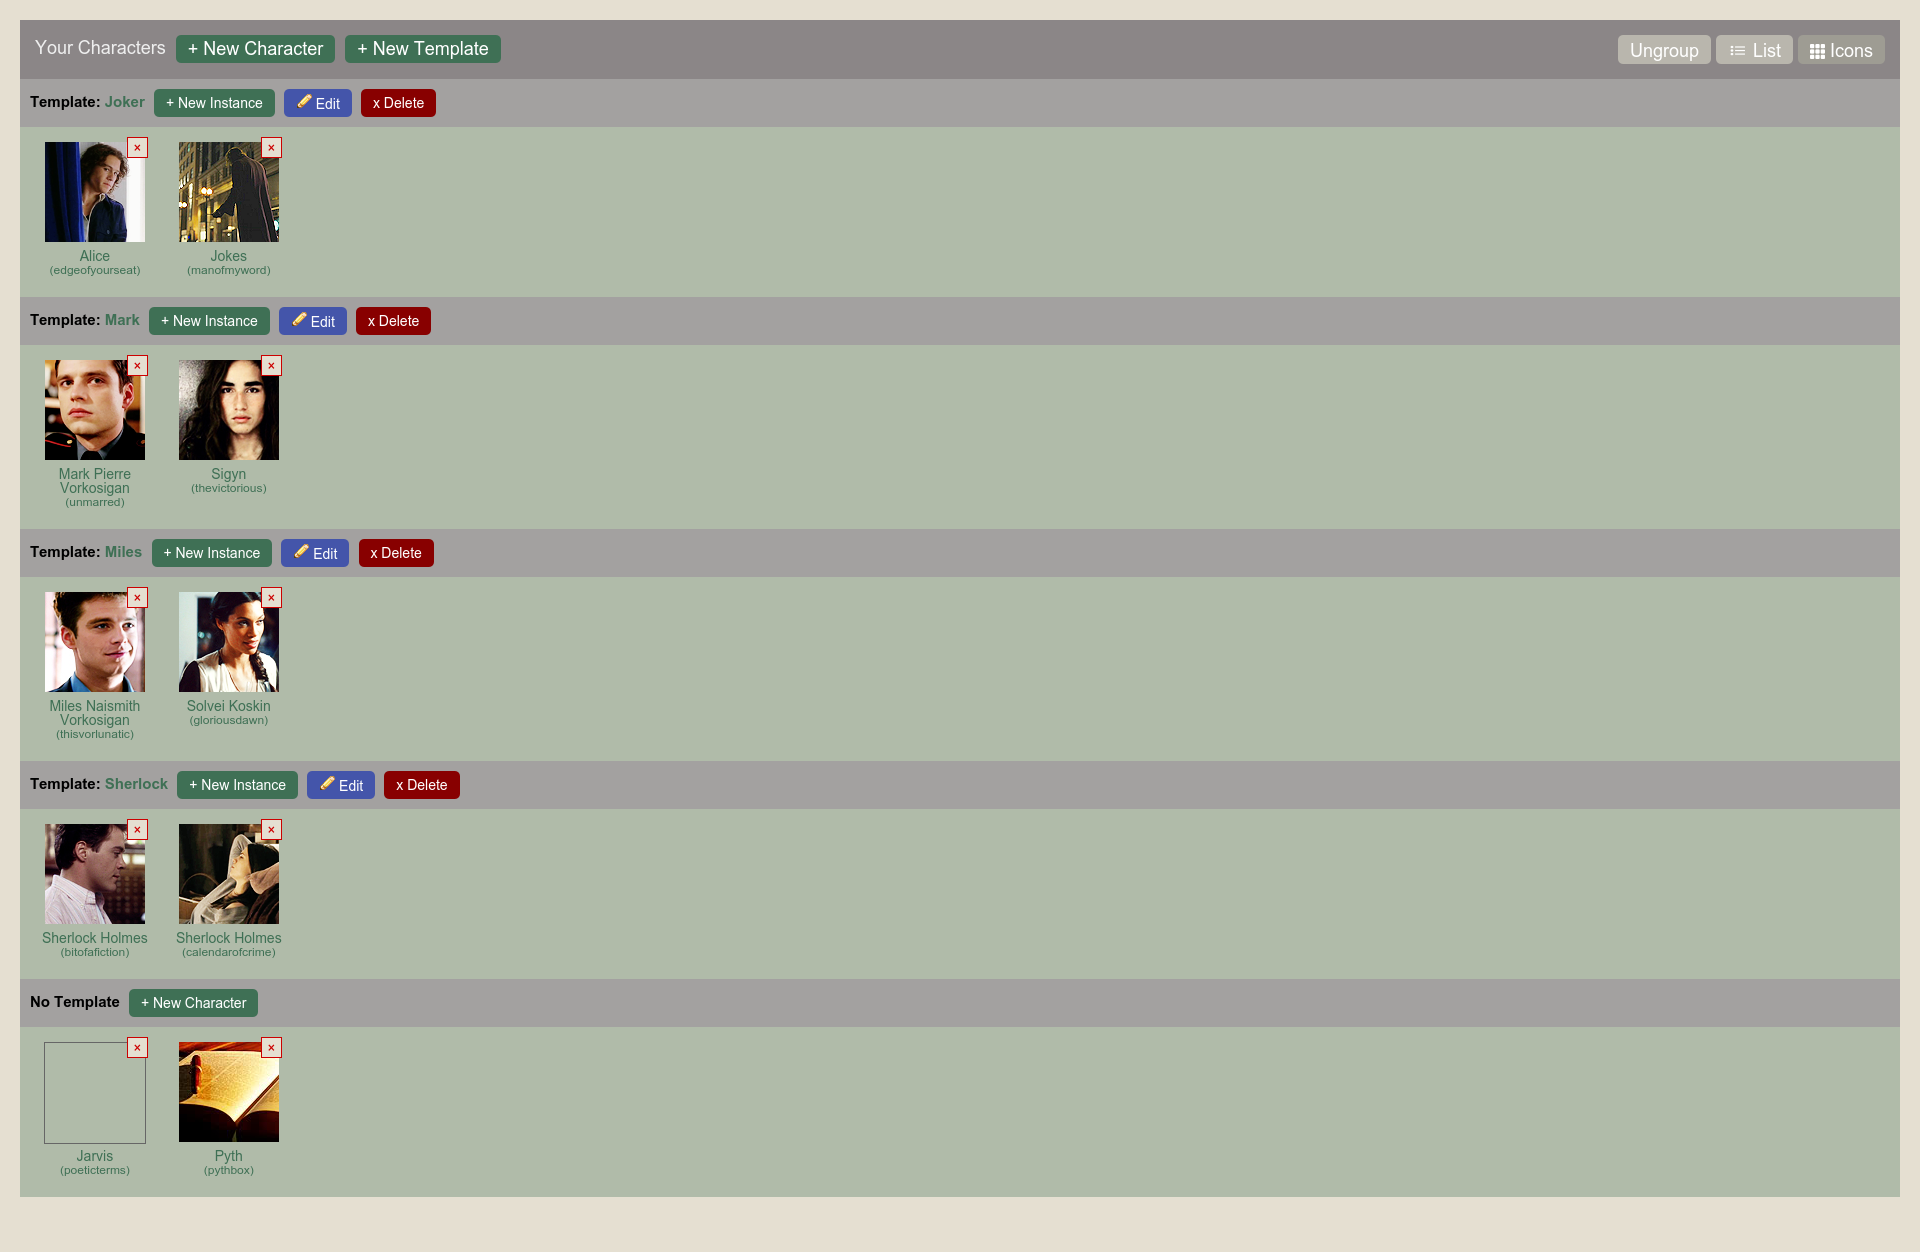 Your Characters + New Character + New Template Ungroup List Icons
Template: Joker + New Instance Edit x Delete
× ×
Alice Jokes
(edgeofyourseat) (manofmyword)
Template: Mark + New Instance Edit x Delete
× ×
Mark Pierre Sigyn
Vorkosigan (thevictorious)
(unmarred)
Template: Miles + New Instance Edit x Delete
× ×
Miles Naismith Solvei Koskin
Vorkosigan (gloriousdawn)
(thisvorlunatic)
Template: Sherlock + New Instance Edit x Delete
× ×
Sherlock Holmes Sherlock Holmes
(bitofafiction) (calendarofcrime)
No Template + New Character
× ×
Jarvis Pyth
(poeticterms) (pythbox)